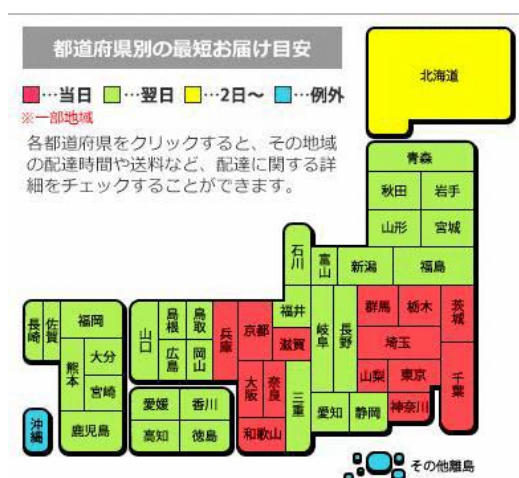 都道府県別の最短お届け目安
…当日 …翌日 …2日~ …例外
※一部地域
各都道府県をクリックすると、その地域
の配達時間や送料など、配達に関する詳
細をチェックすることができます。
北海道
青森
秋田 岩手
山形 宮城
石川 富山 新潟 福島
福井 岐阜 長野 群馬 栃木 茨城
長崎 佐賀 福岡 山口 島根 鳥取 兵庫 京都 滋賀 埼玉
熊本 大分 広島 岡山 山梨 東京 千葉
宮崎 愛媛 香川 大阪 奈良 三重 愛知 静岡 神奈川
沖縄 鹿児島 高知 徳島 和歌山
その他離島